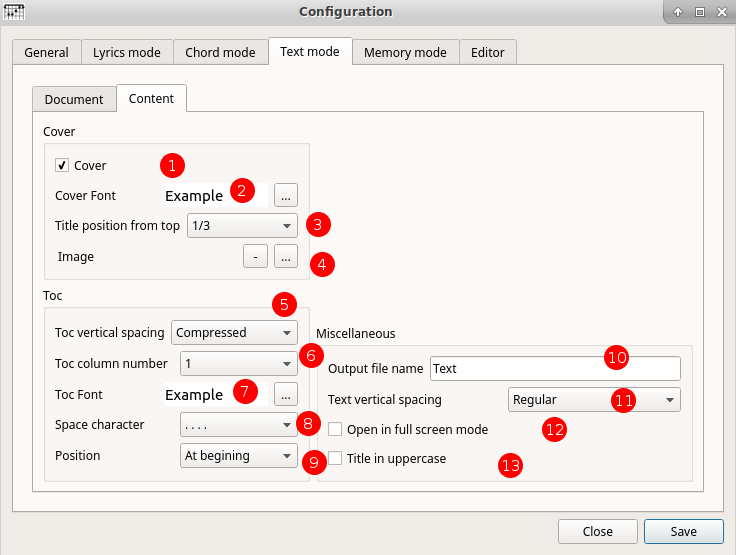 Configuration
General Lyrics mode Chord mode Text mode Memory mode Editor
Document Content
Cover
Cover 1
Cover Font Example 2 ...
Title position from top 1/3 3
Image - ... 4
Toc
5
Toc vertical spacing Compressed
Toc column number 1 6
Toc Font Example 7 ...
Space character . . . . 8
Position At begining 9
Miscellaneous
Output file name Text 10
Text vertical spacing Regular 11
Open in full screen mode 12
Title in uppercase 13
Close Save